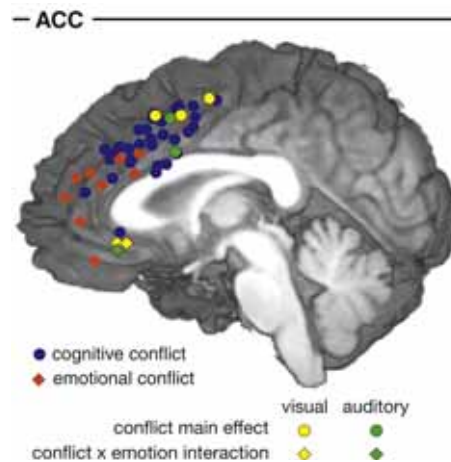 ACC
cognitive conflict
emotional conflict
visual auditory
conflict main effect
conflict x emotion interaction